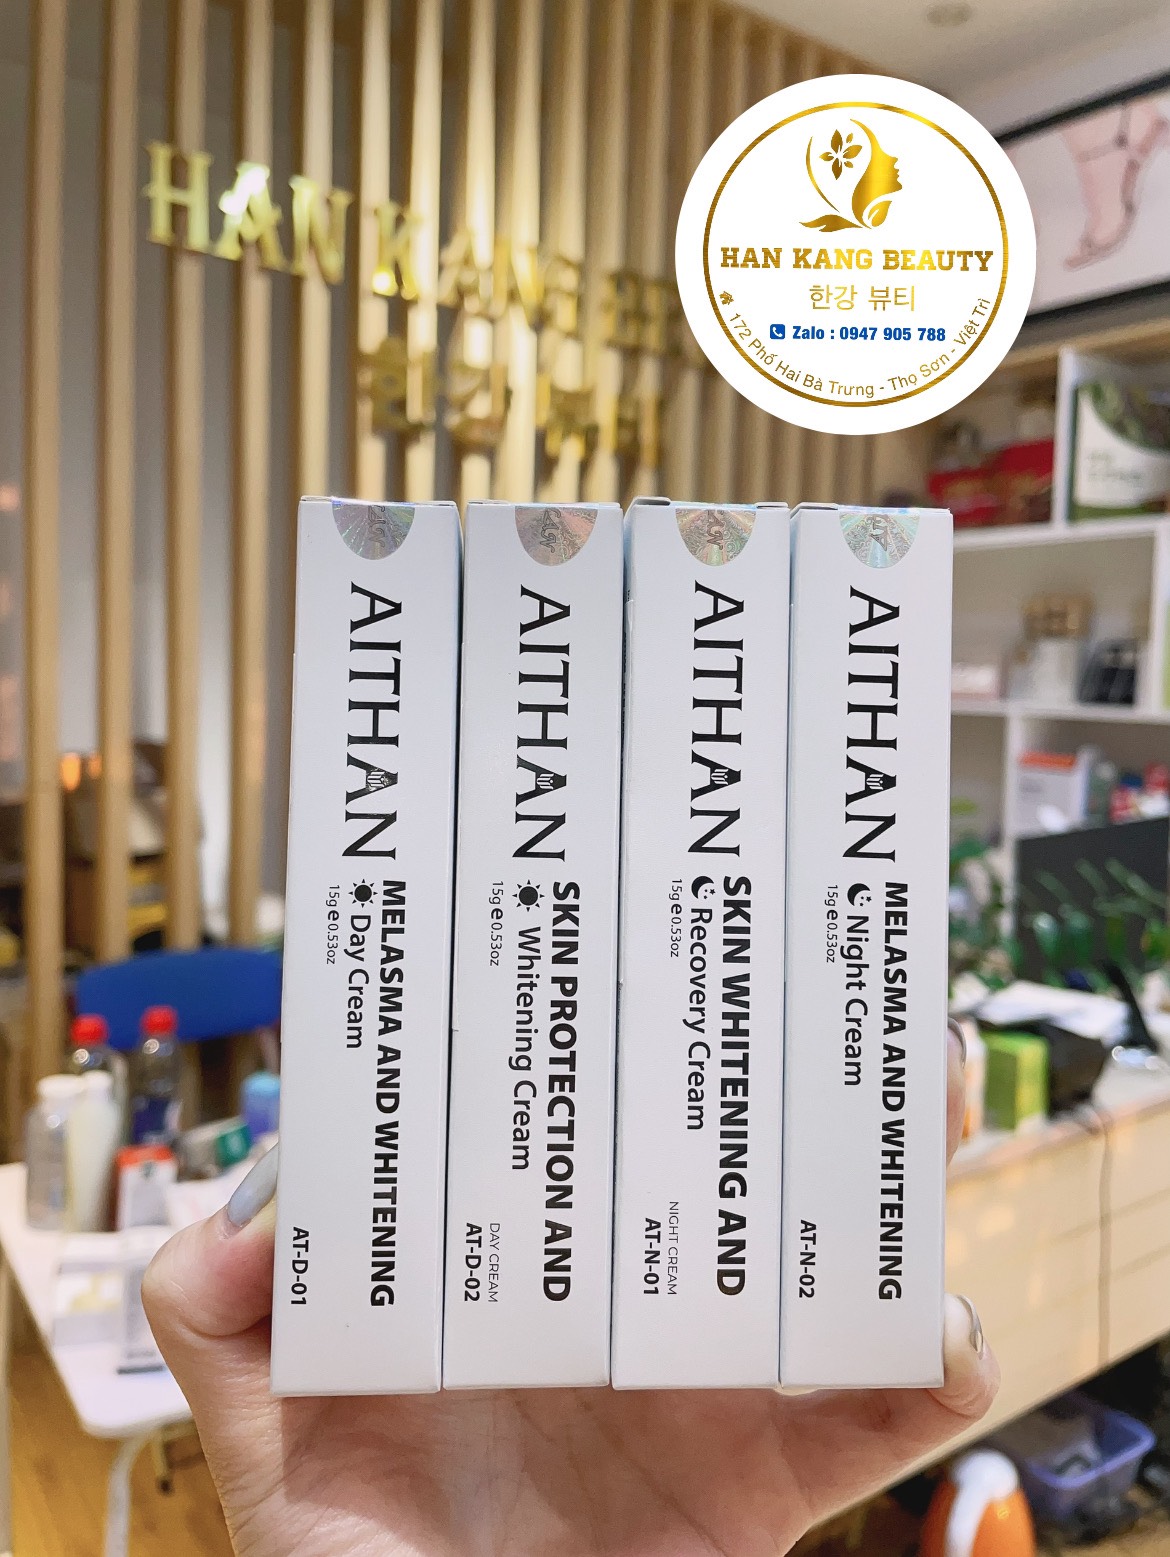 HAN KANG
HAN KANG BEAUTY
한강 뷰티
Zalo : 0947 905 788
172 Phố Hai Bà Trưng - Thọ Sơn - Việt Trì
AITHAN
MELASMA AND WHITENING
Day Cream
15g e 0.53oz
AT-D-01
AITHAN
SKIN PROTECTION AND
Whitening Cream
15g e 0.53oz
DAY CREAM
AT-D-02
AITHAN
SKIN WHITENING AND
Recovery Cream
15g e 0.53oz
NIGHT CREAM
AT-N-01
AITHAN
MELASMA AND WHITENING
Night Cream
15g e 0.53oz
AT-N-02